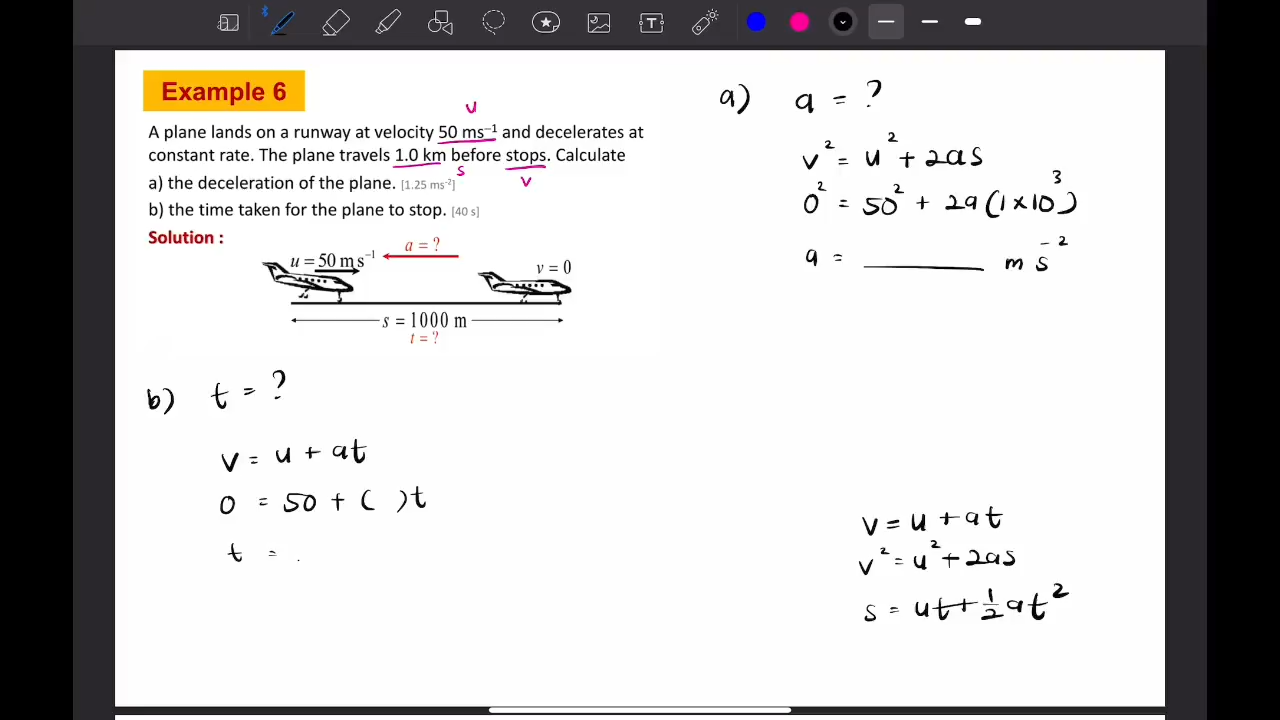 Example 6
A plane lands on a runway at velocity 50 ms⁻¹ and decelerates at
constant rate. The plane travels 1.0 km before stops. Calculate
a) the deceleration of the plane. [1.25 ms⁻²]
b) the time taken for the plane to stop. [40 s]
Solution :
u
s
v
u = 50 m s⁻¹
a = ?
v = 0
s = 1000 m
t = ?
a) a = ?
v² = u² + 2as
0² = 50² + 2a (1 x 10³)
a = ________ m s⁻²
b) t = ?
v = u + at
0 = 50 + ( ) t
t = .
v = u + at
v² = u² + 2as
s = ut + ½at²